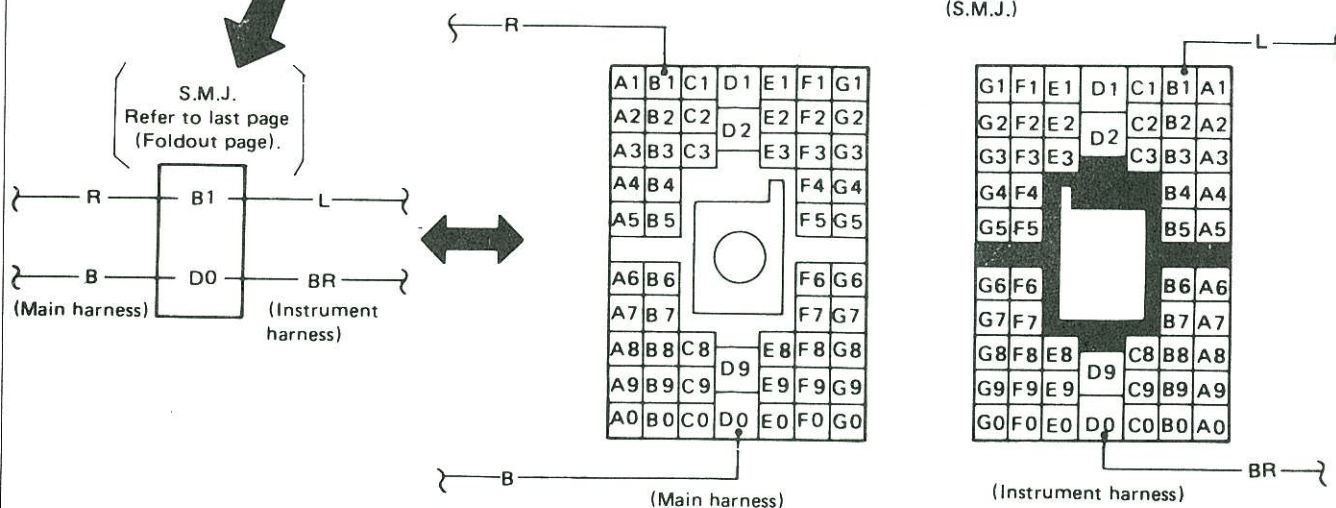 (S.M.J.)
S.M.J.
Refer to last page
(Foldout page).
R B1 L
B D0 BR
(Main harness) (Instrument
harness)
R
A1 B1 C1 D1 E1 F1 G1
A2 B2 C2 D2 E2 F2 G2
A3 B3 C3 E3 F3 G3
A4 B4 F4 G4
A5 B5 F5 G5
A6 B6 F6 G6
A7 B7 F7 G7
A8 B8 C8 E8 F8 G8
D9
A9 B9 C9 E9 F9 G9
A0 B0 C0 D0 E0 F0 G0
B
(Main harness)
L
G1 F1 E1 D1 C1 B1 A1
G2 F2 E2 D2 C2 B2 A2
G3 F3 E3 C3 B3 A3
G4 F4 B4 A4
G5 F5 B5 A5
G6 F6 B6 A6
G7 F7 B7 A7
G8 F8 E8 C8 B8 A8
D9
G9 F9 E9 C9 B9 A9
G0 F0 E0 D0 C0 B0 A0
BR
(Instrument harness)